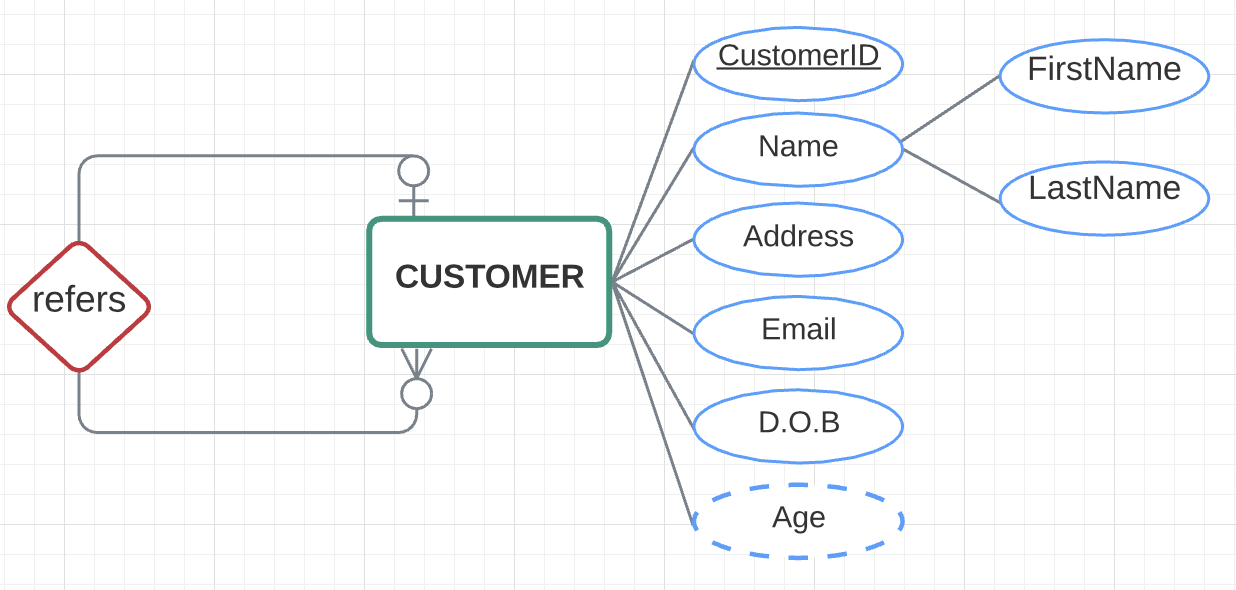 refers
CUSTOMER
CustomerID
Name
FirstName
LastName
Address
Email
D.O.B
Age